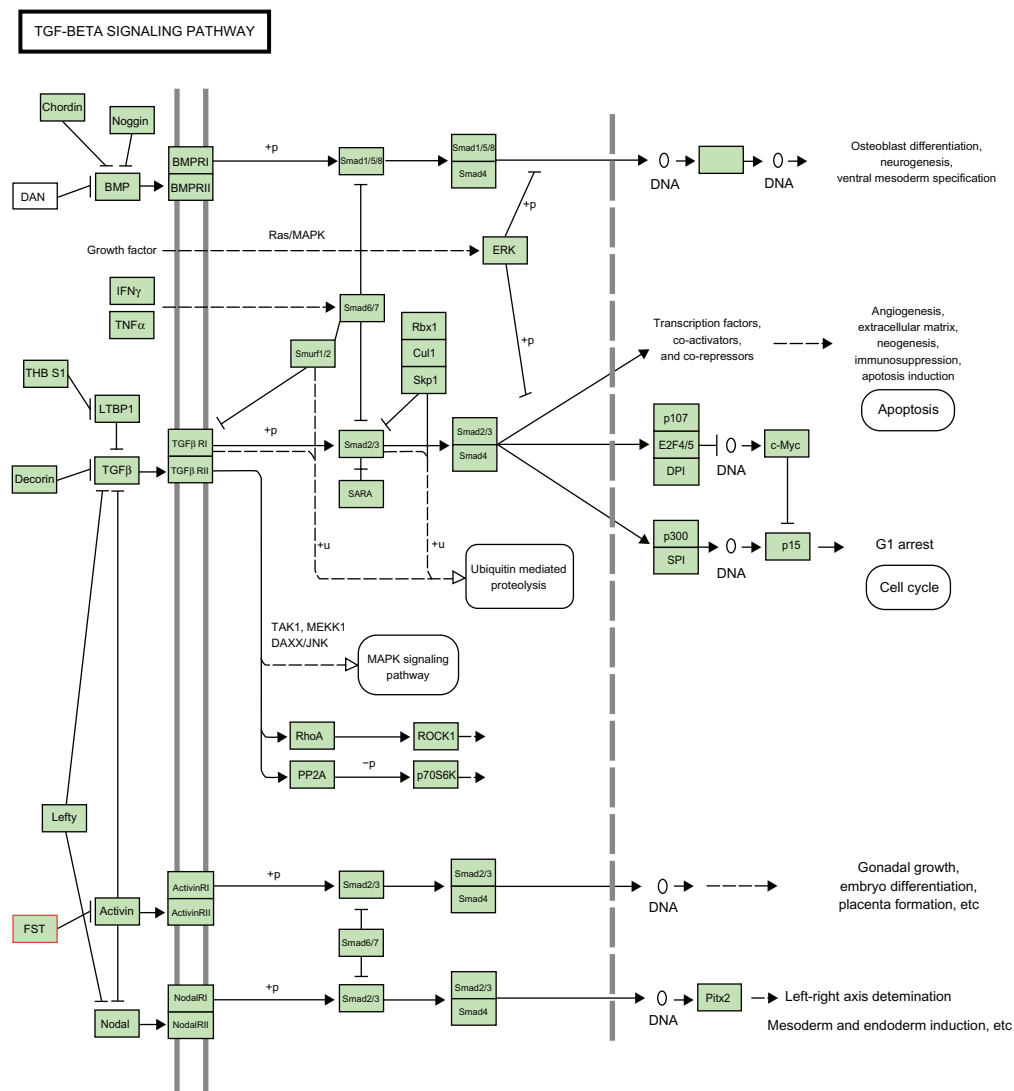 TGF-BETA SIGNALING PATHWAY
Chordin
Noggin
DAN
BMP
BMPRI
BMPRII
+p
Smad1/5/8
Smad1/5/8
Smad4
DNA
DNA
Osteoblast differentiation,
neurogenesis,
ventral mesoderm specification
+p
Growth factor
Ras/MAPK
ERK
IFNγ
TNFα
Smad6/7
Rbx1
Cul1
Skp1
Smurf1/2
+p
Transcription factors,
co-activators,
and co-repressors
Angiogenesis,
extracellular matrix,
neogenesis,
immunosuppression,
apotosis induction
Apoptosis
THB S1
LTBP1
Decorin
TGFβ
TGFβ RI
TGFβ RII
+p
Smad2/3
SARA
Smad2/3
Smad4
p107
E2F4/5
DPI
DNA
c-Myc
+u
+u
Ubiquitin mediated
proteolysis
p300
SPI
DNA
p15
G1 arrest
Cell cycle
TAK1, MEKK1
DAXX/JNK
MAPK signaling
pathway
RhoA
ROCK1
PP2A
−p
p70S6K
Lefty
FST
Activin
ActivinRI
ActivinRII
+p
Smad2/3
Smad2/3
Smad4
DNA
Gonadal growth,
embryo differentiation,
placenta formation, etc
Smad6/7
Nodal
NodalRI
NodalRII
+p
Smad2/3
Smad2/3
Smad4
DNA
Pitx2
Left-right axis detemination
Mesoderm and endoderm induction, etc